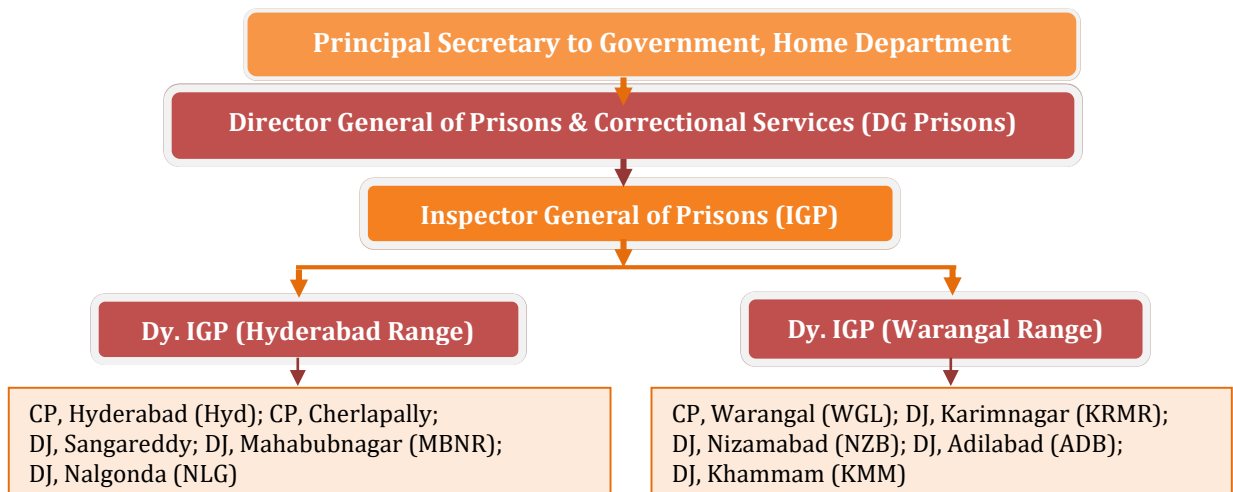 Principal Secretary to Government, Home Department
Director General of Prisons & Correctional Services (DG Prisons)
Inspector General of Prisons (IGP)
Dy. IGP (Hyderabad Range)
Dy. IGP (Warangal Range)
CP, Hyderabad (Hyd); CP, Cherlapally;
DJ, Sangareddy; DJ, Mahabubnagar (MBNR);
DJ, Nalgonda (NLG)
CP, Warangal (WGL); DJ, Karimnagar (KRMR);
DJ, Nizamabad (NZB); DJ, Adilabad (ADB);
DJ, Khammam (KMM)